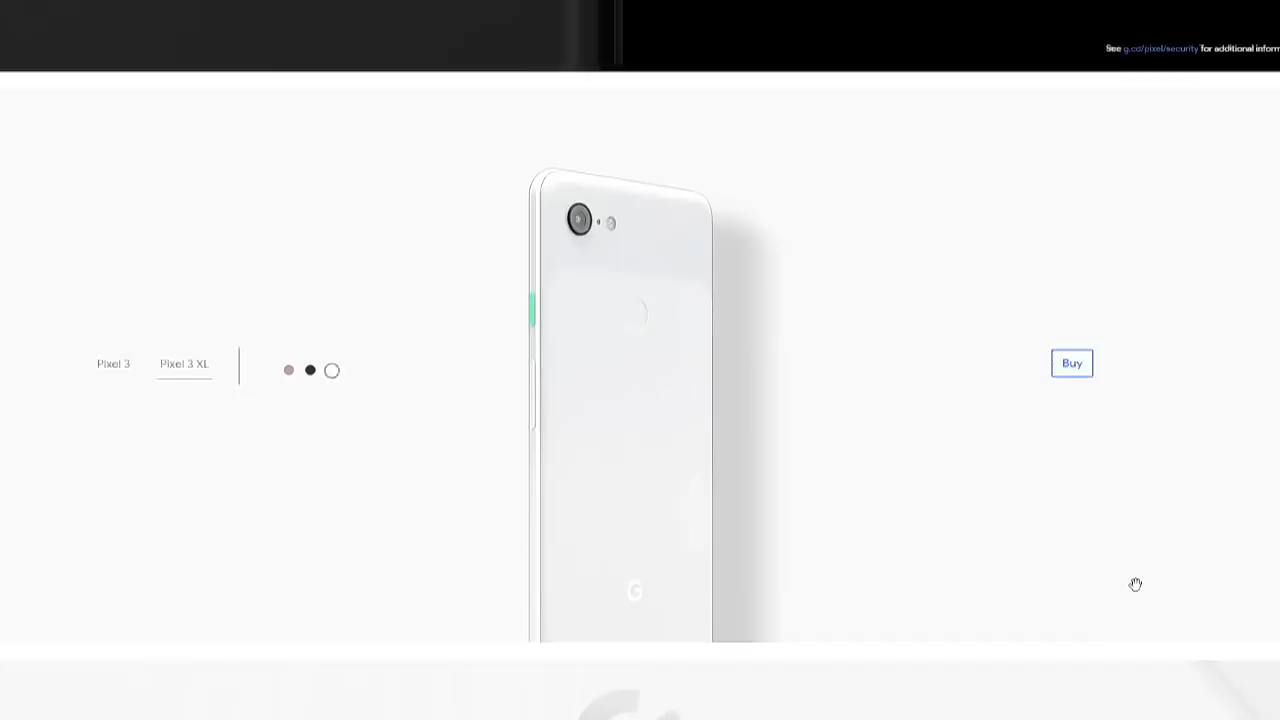 See g.co/pixel/security for additional inform
Pixel 3
Pixel 3 XL
Buy
G